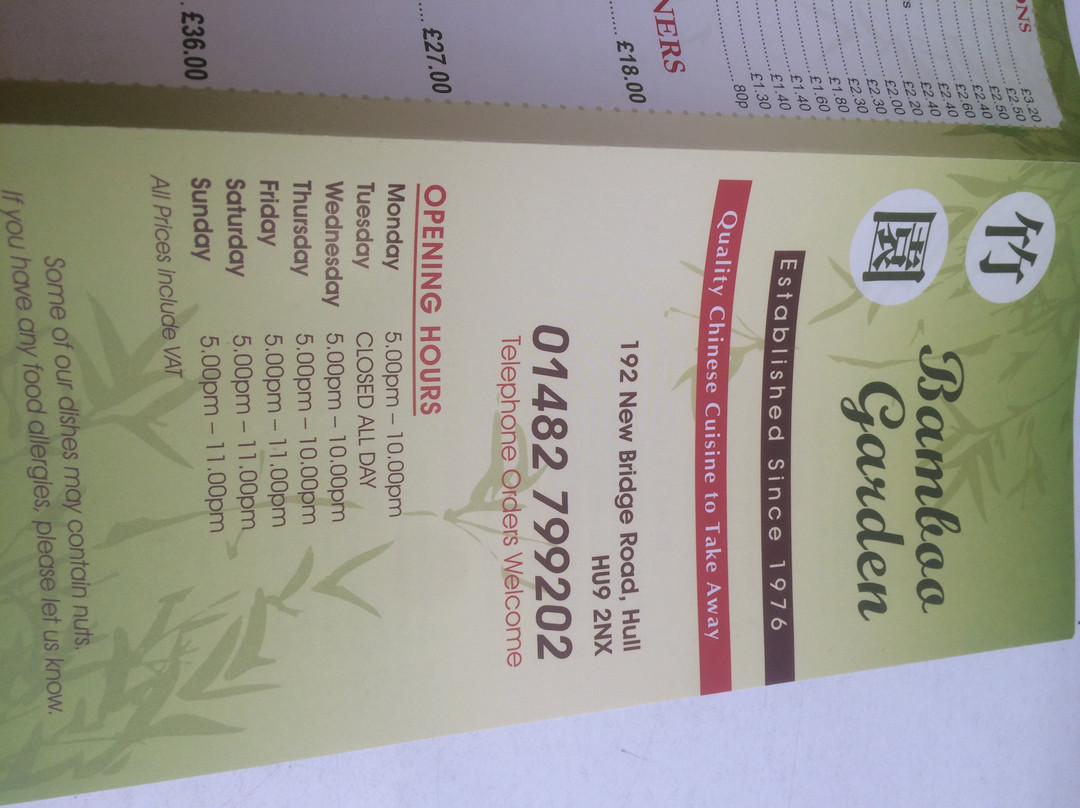 竹園
Bamboo
Garden
Established Since 1976
Quality Chinese Cuisine to Take Away
192 New Bridge Road, Hull
HU9 2NX
01482 799202
Telephone Orders Welcome
OPENING HOURS
Monday 5.00pm – 10.00pm
Tuesday CLOSED ALL DAY
Wednesday 5.00pm – 10.00pm
Thursday 5.00pm – 10.00pm
Friday 5.00pm – 11.00pm
Saturday 5.00pm – 11.00pm
Sunday 5.00pm – 11.00pm
All Prices Include VAT
Some of our dishes may contain nuts.
If you have any food allergies, please let us know.
ONS
£3.20
£2.50
£2.50
£2.40
£2.60
£2.40
£2.40
s £2.20
£2.00
£2.30
£2.30
£1.80
£1.60
£1.40
£1.40
£1.30
80p
NERS
£18.00
£27.00
£36.00